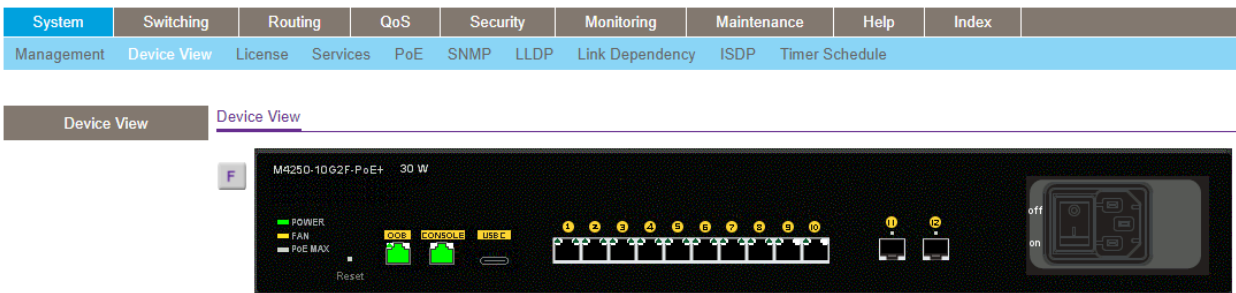 System Switching Routing QoS Security Monitoring Maintenance Help Index
Management Device View License Services PoE SNMP LLDP Link Dependency ISDP Timer Schedule
Device View
Device View
F
M4250-10G2F-PoE+ 30 W
POWER
FAN
PoE MAX
Reset
OOB CONSOLE USB C
1 2 3 4 5 6 7 8 9 10
11 12
off
on